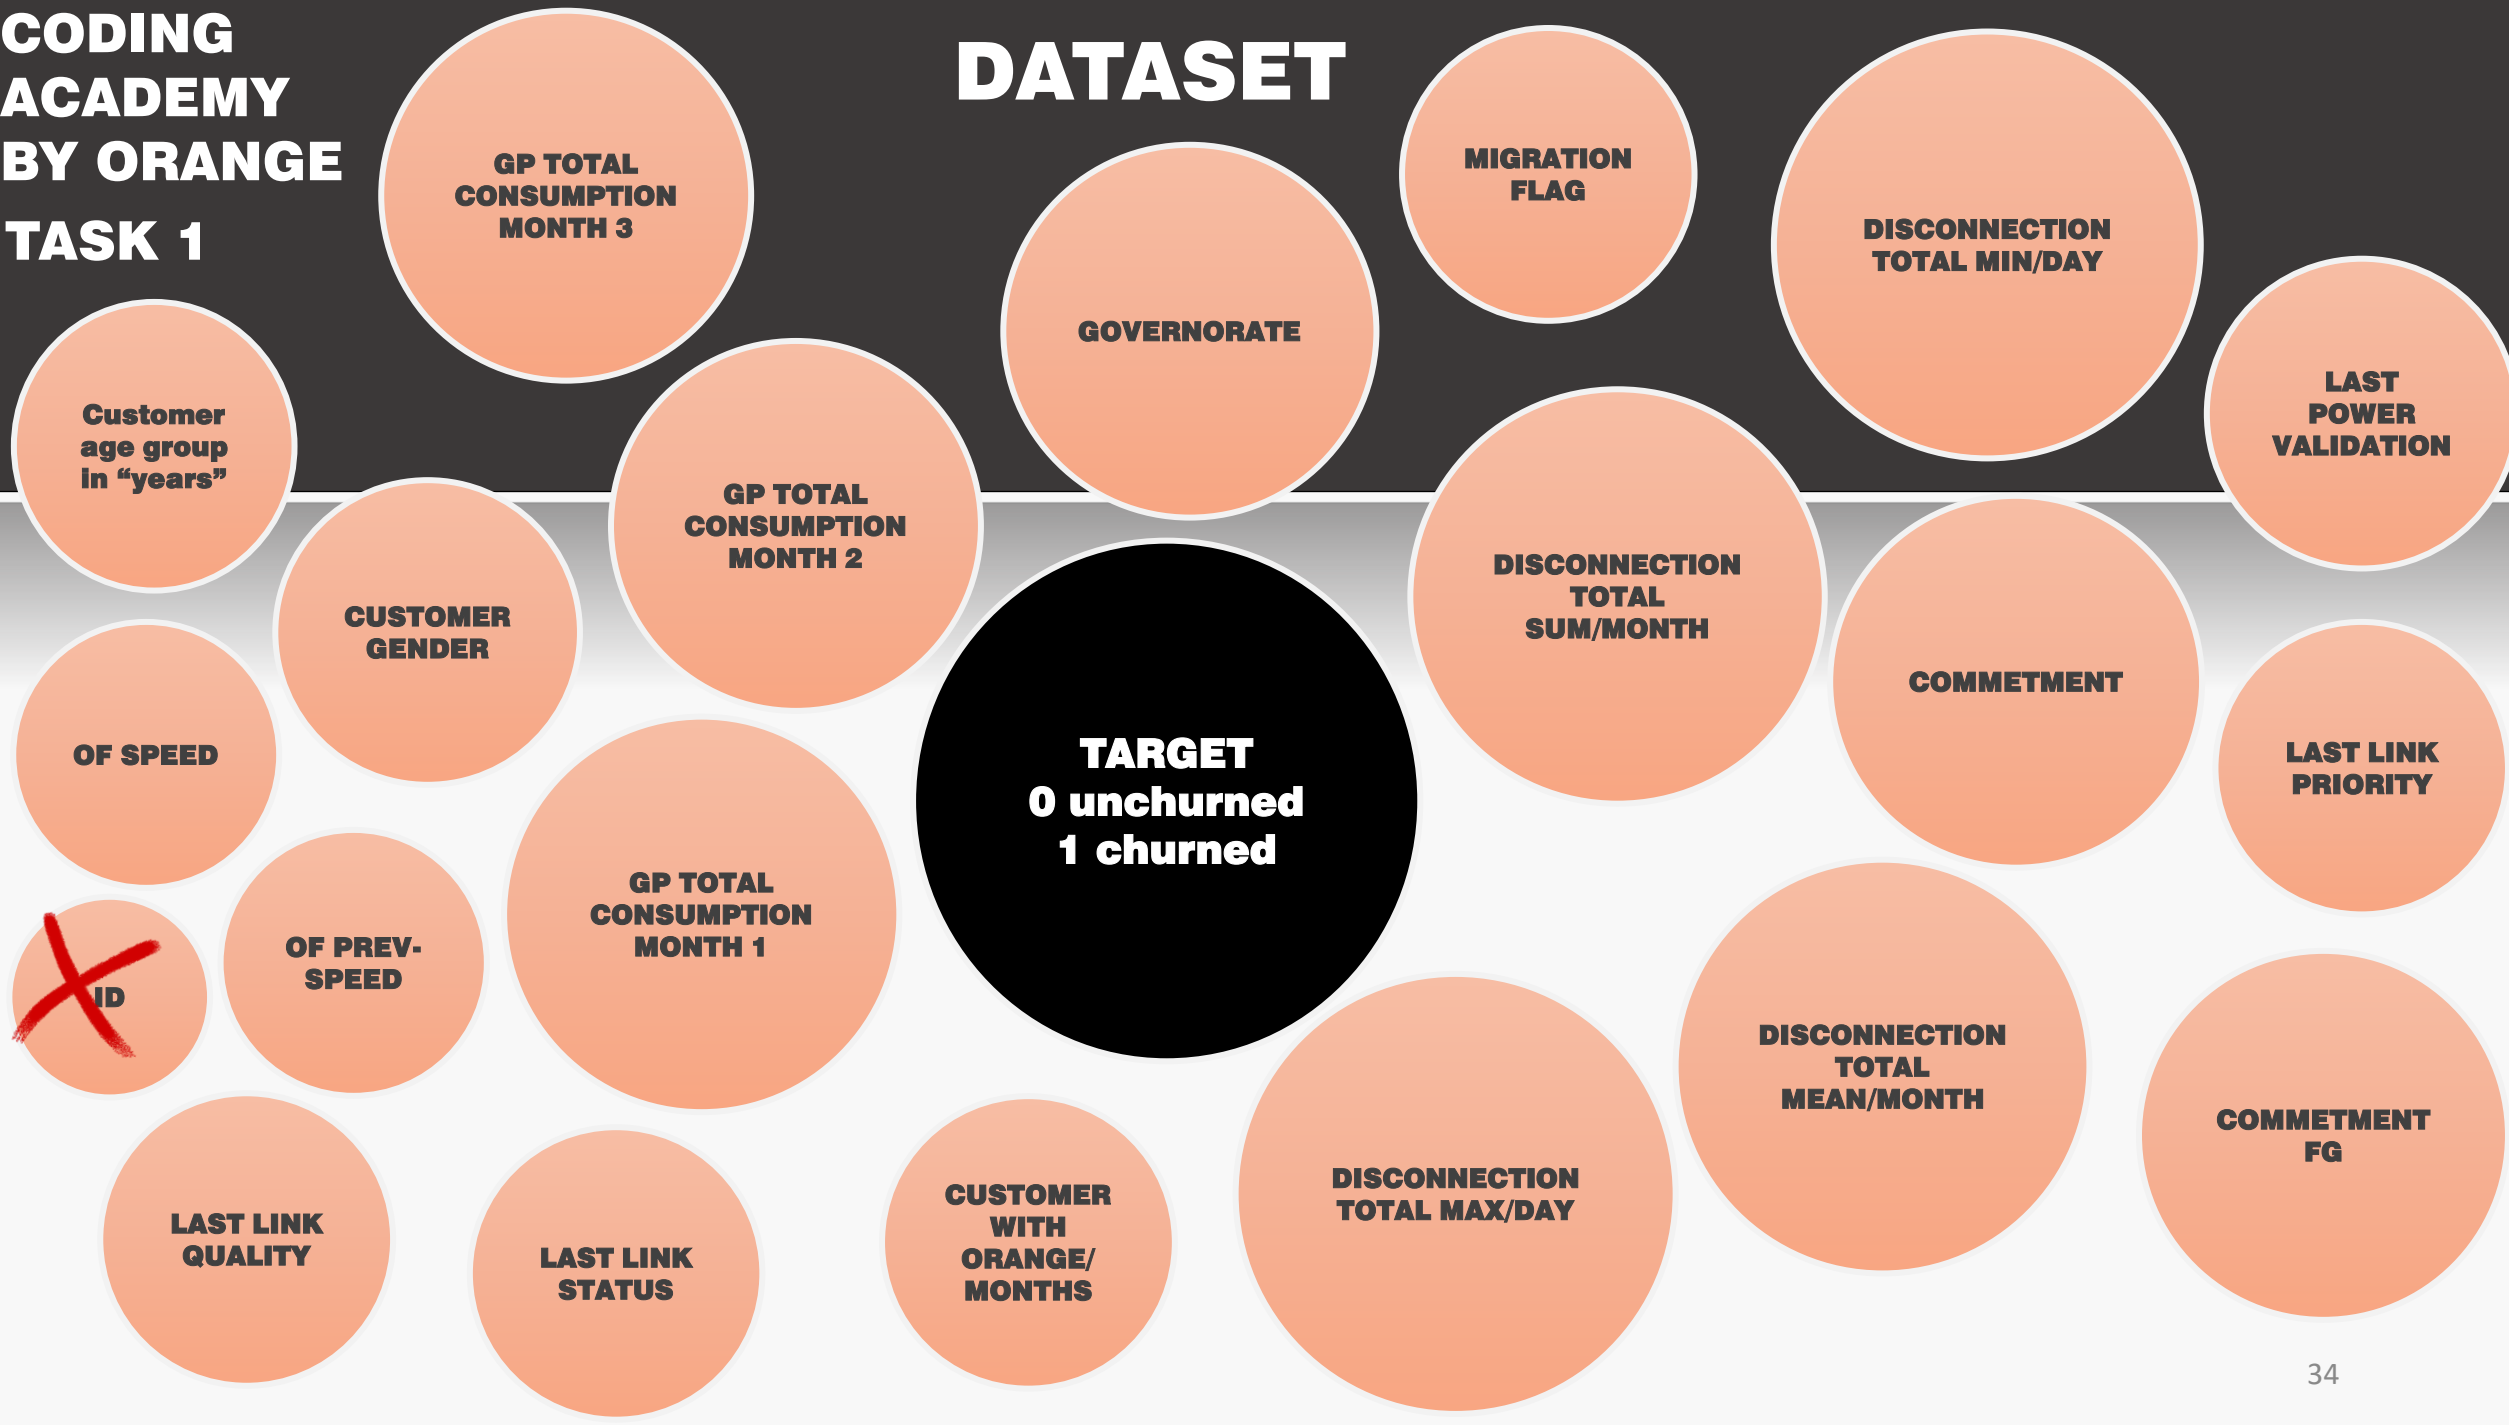 CODING
ACADEMY
BY ORANGE
TASK 1
DATASET
GP TOTAL
CONSUMPTION
MONTH 3
MIGRATION
FLAG
DISCONNECTION
TOTAL MIN/DAY
GOVERNORATE
LAST
POWER
VALIDATION
Customer
age group
in “years”
GP TOTAL
CONSUMPTION
MONTH 2
DISCONNECTION
TOTAL
SUM/MONTH
CUSTOMER
GENDER
COMMETMENT
OF SPEED
TARGET
0 unchurned
1 churned
LAST LINK
PRIORITY
GP TOTAL
CONSUMPTION
MONTH 1
OF PREV-
SPEED
ID
DISCONNECTION
TOTAL
MEAN/MONTH
COMMETMENT
FG
LAST LINK
QUALITY
LAST LINK
STATUS
CUSTOMER
WITH
ORANGE/
MONTHS
DISCONNECTION
TOTAL MAX/DAY
34